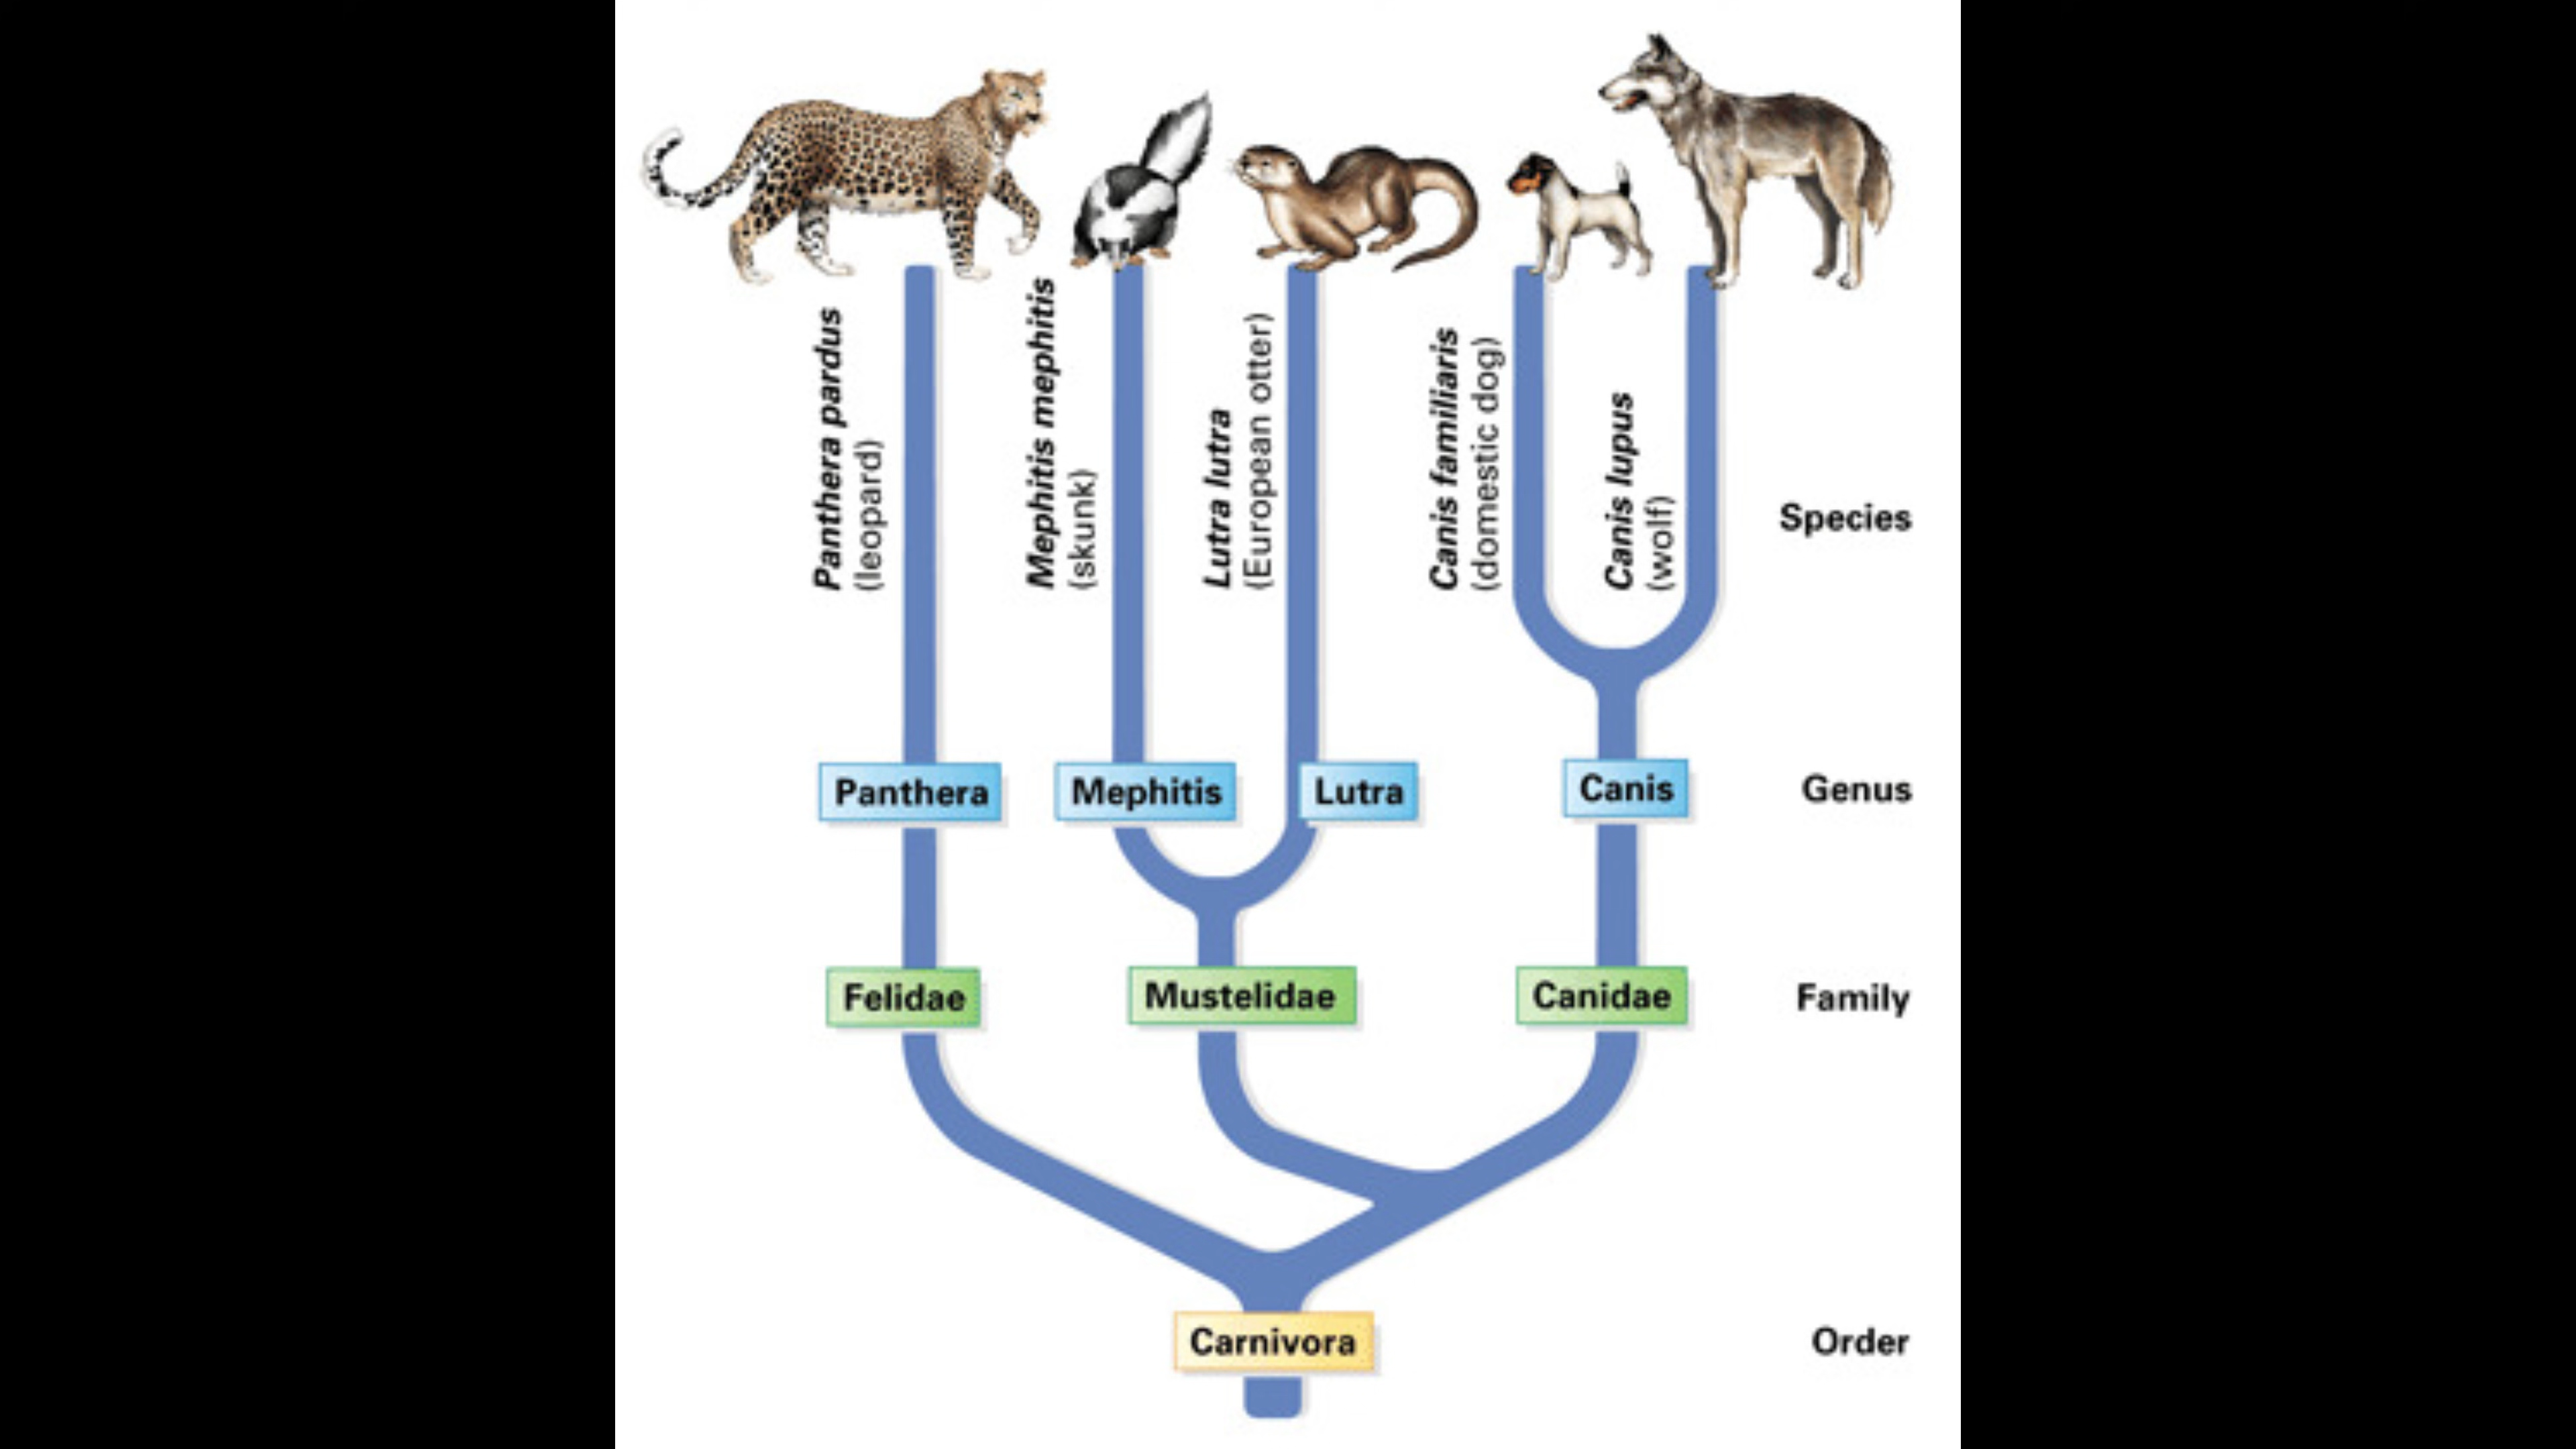 Panthera pardus
(leopard)
Mephitis mephitis
(skunk)
Lutra lutra
(European otter)
Canis familiaris
(domestic dog)
Canis lupus
(wolf)
Species
Panthera
Mephitis
Lutra
Canis
Genus
Felidae
Mustelidae
Canidae
Family
Carnivora
Order